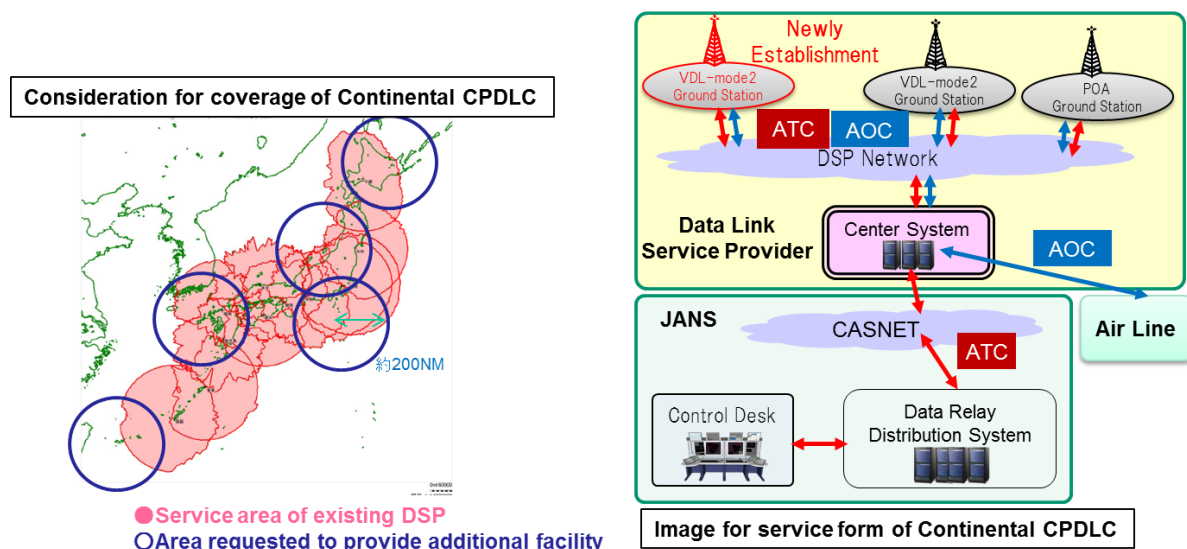 Consideration for coverage of Continental CPDLC
約200NM
●Service area of existing DSP
○Area requested to provide additional facility
Newly
Establishment
VDL-mode2
Ground Station
VDL-mode2
Ground Station
POA
Ground Station
ATC
AOC
DSP Network
Data Link
Service Provider
Center System
AOC
JANS
CASNET
ATC
Air Line
Control Desk
Data Relay
Distribution System
Image for service form of Continental CPDLC